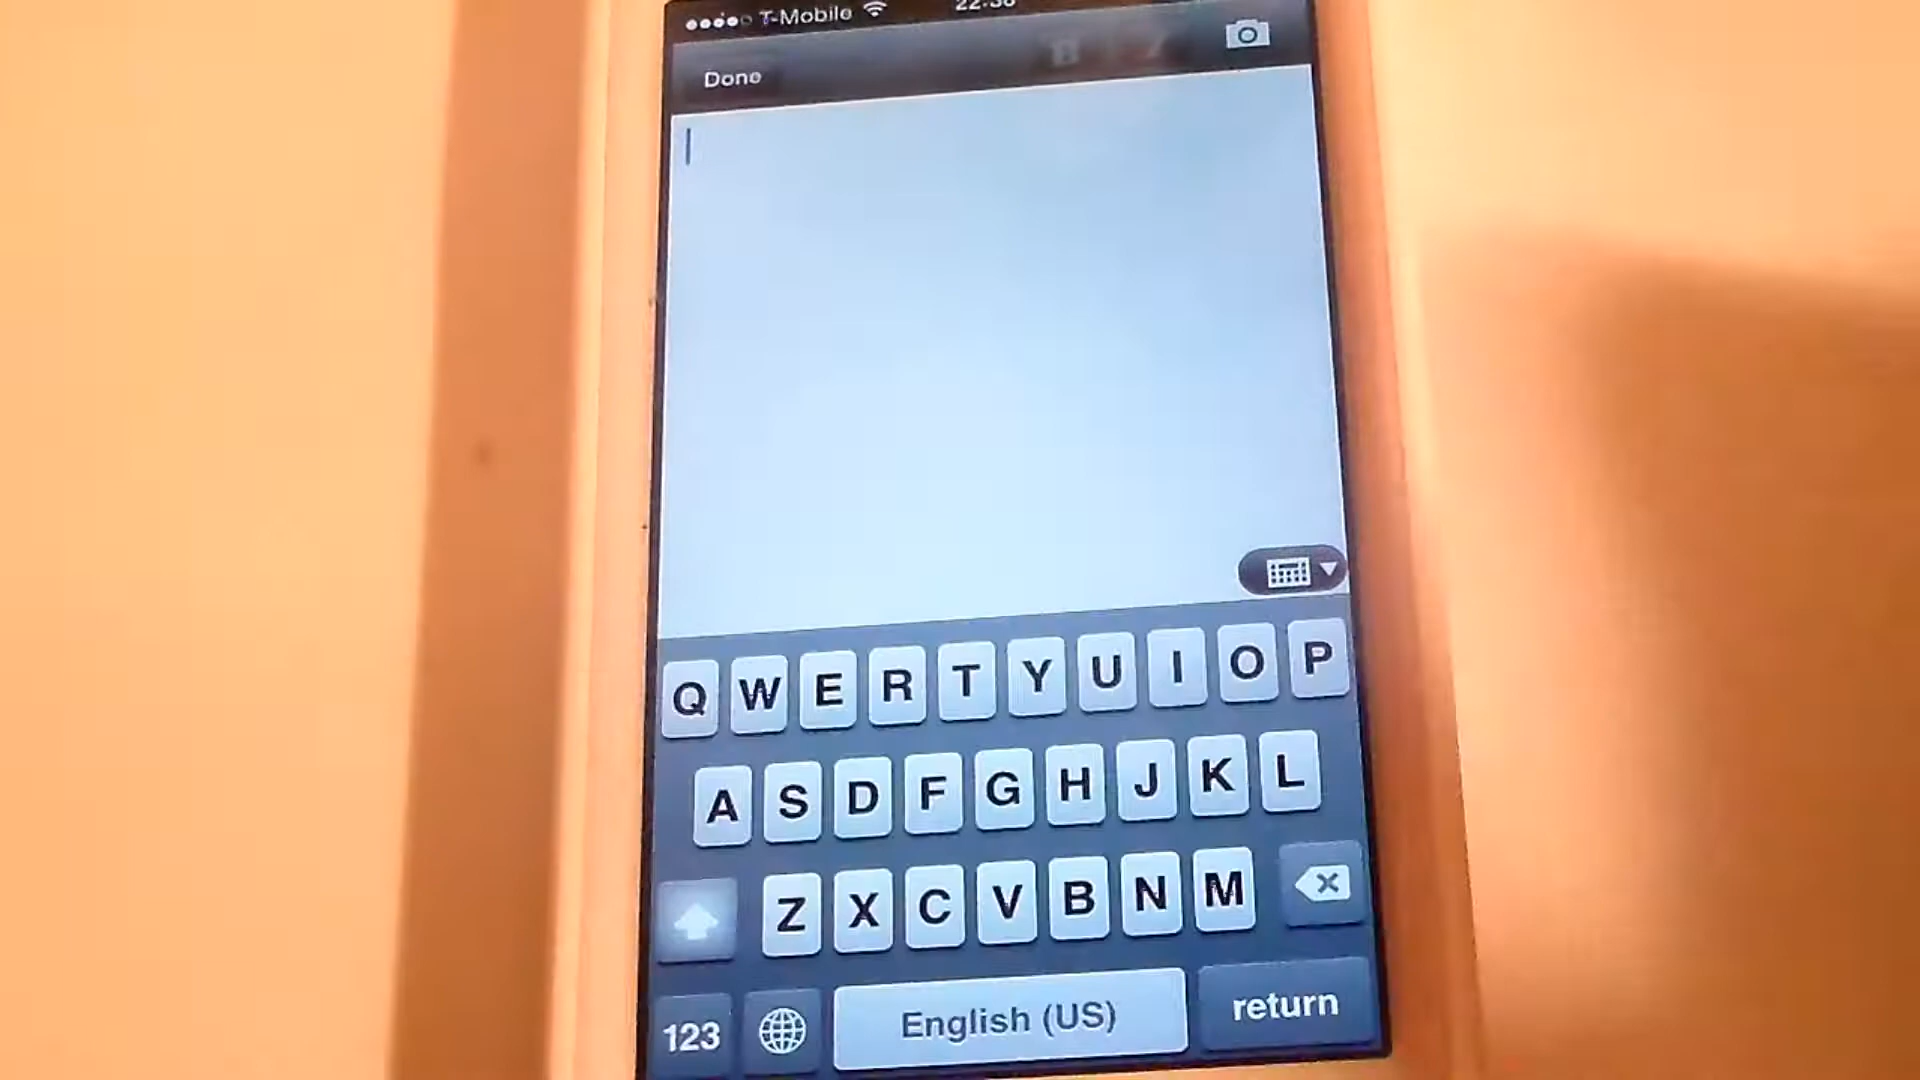 T-Mobile
Done
Q W E R T Y U I O P
A S D F G H J K L
Z X C V B N M
123 English (US) return